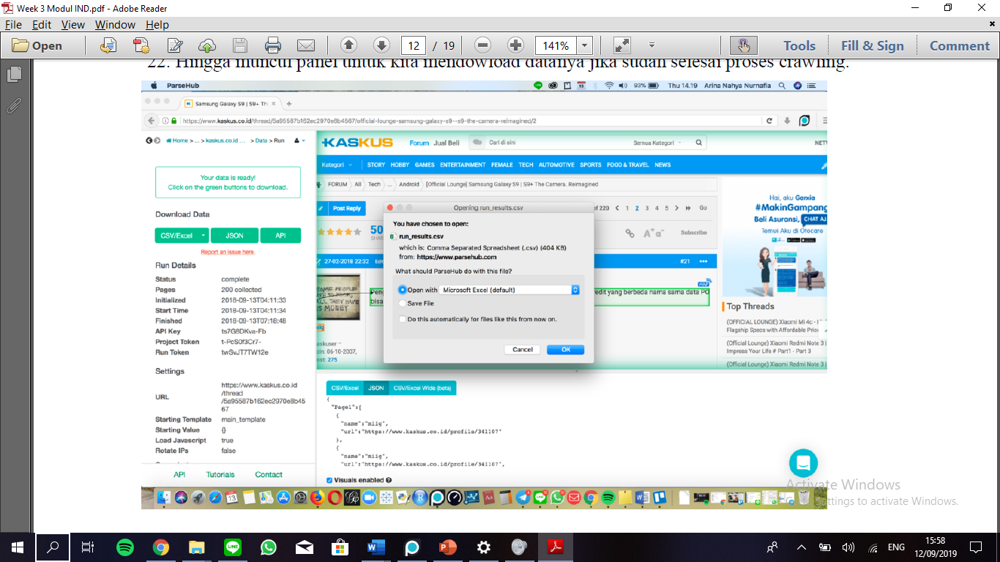 Week 3 Modul IND.pdf - Adobe Reader
File Edit View Window Help
Open 12 / 19 141% Tools Fill & Sign Comment
22. Hingga muncul panel untuk kita mendowload datanya jika sudah selesai proses crawling.
ParseHub 93% Thu 14.19 Arina Nahya Nurnafia
Samsung Galaxy S9 | S9+ Th
https://www.kaskus.co.id/thread/5a95587b162ec2970e8b4567/official-lounge-samsung-galaxy-s9--s9-the-camera-reimagined/2
Home > ... > kaskus.co.id ... > Data > Run
KASKUS Forum Jual Beli Cari di sini Semua Kategori
Kategori STORY HOBBY GAMES ENTERTAINMENT FEMALE TECH AUTOMOTIVE SPORTS FOOD & TRAVEL NEWS
FORUM All Tech ... Android [Official Lounge] Samsung Galaxy S9 | S9+ The Camera. Reimagined
Post Reply of 220 1 2 3 4 5 Go
50
Subscribe
27-02-2018 22:32 #21
SOME PEOPLE
ALL THEY HAVE
IS MONEY
redit yang berbeda nama sama data PO
bisa
miig
askuser
oin: 06-10-2007,
ost: 275
Hai, aku Garxia
#MakinGampang
Beli Asuransi, CHAT AJ
Temui Aku di Otocare
Top Threads
(OFFICIAL LOUNGE) Xiaomi Mi 4c -
Flagship Specs with Affordable Price
(Official Lounge) Xiaomi Redmi Note 3 |
Impress Your Life # Part1 - Part 3
(Official Lounge) Xiaomi Redmi Note 3 |
Your data is ready!
Click on the green buttons to download.
Download Data
CSV/Excel JSON API
Report an issue here.
Run Details
Status complete
Pages 200 collected
Initialized 2018-09-13T04:11:33
Start Time 2018-09-13T04:11:34
Finished 2018-09-13T07:18:48
API Key ts7G8DKva-Fb
Project Token t-PcS0f3Cr7-
Run Token twSvJT7TW12e
Settings
URL https://www.kaskus.co.id
/thread
/5a95587b162ec2970e8b45
67
Starting Template main_template
Starting Value {}
Load Javascript true
Rotate IPs false
API Tutorials Contact
Opening run_results.csv
You have chosen to open:
run_results.csv
which is: Comma Separated Spreadsheet (.csv) (404 KB)
from: https://www.parsehub.com
What should ParseHub do with this file?
Open with Microsoft Excel (default)
Save File
Do this automatically for files like this from now on.
Cancel OK
CSV/Excel JSON CSV/Excel Wide (beta)
{
"Page1":[
{
"name":"miig",
"url":"https://www.kaskus.co.id/profile/341107"
},
{
"name":"miig",
"url":"https://www.kaskus.co.id/profile/341107",
Visuals enabled
Activate Windows
ettings to activate Windows.
ENG 15:58
12/09/2019